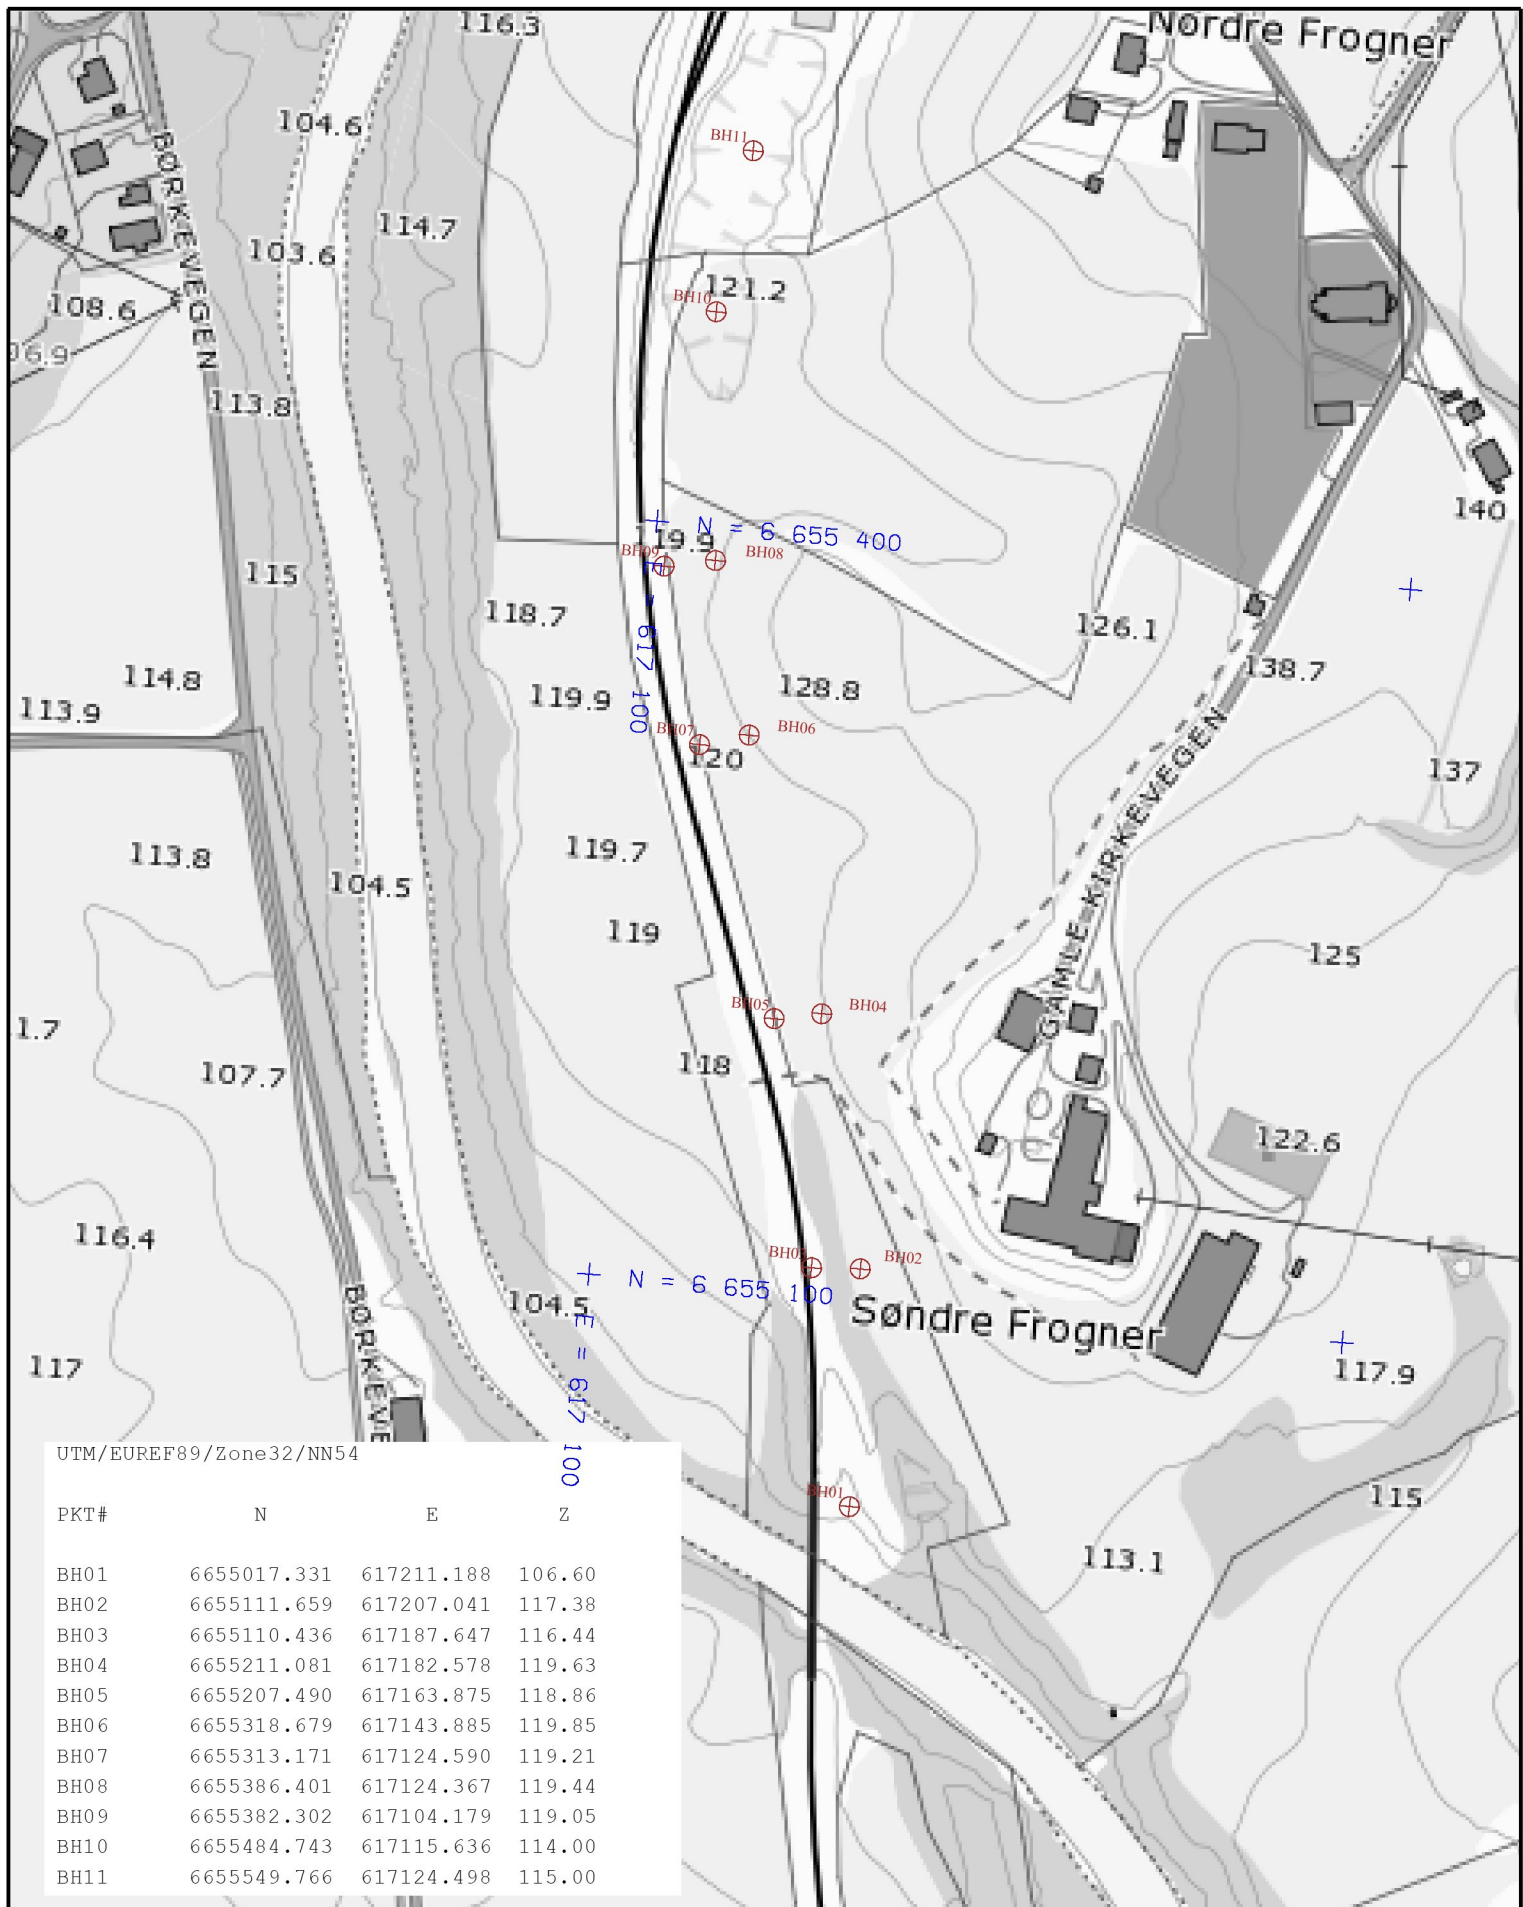 116.3
Nordre Frogner
104.6
BH11
BØRKEVEGEN
114.7
103.6
121.2
BH10
108.6
06.9
113.8
140
N = 6 655 400
19.9
BH09
BH08
115
118.7
E = 617 100
126.1
138.7
114.8
128.8
119.9
113.9
BH07
BH06
120
137
GAMLE KIRKEVEGEN
113.8
119.7
104.5
119
125
BH05
BH04
1.7
118
107.7
122.6
116.4
BH03
BH02
N = 6 655 100
104.5
Søndre Frogner
E = 617 100
117
117.9
BØRKEVE
115
BH01
113.1
UTM/EUREF89/Zone32/NN54
PKT# N E Z
BH01 6655017.331 617211.188 106.60
BH02 6655111.659 617207.041 117.38
BH03 6655110.436 617187.647 116.44
BH04 6655211.081 617182.578 119.63
BH05 6655207.490 617163.875 118.86
BH06 6655318.679 617143.885 119.85
BH07 6655313.171 617124.590 119.21
BH08 6655386.401 617124.367 119.44
BH09 6655382.302 617104.179 119.05
BH10 6655484.743 617115.636 114.00
BH11 6655549.766 617124.498 115.00